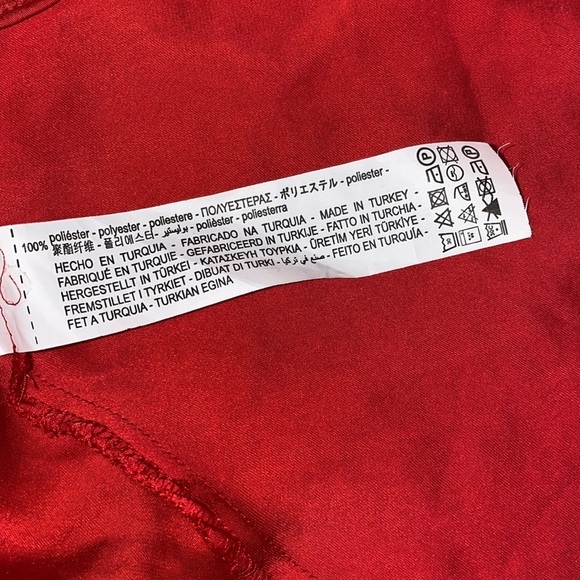 100% poliéster - polyester - poliestere - ΠΟΛΥΕΣΤΕΡΑΣ - ポリエステル - poliester -
聚酯纤维 - 폴리에스터 - بوليستير - polièster - poliesterra
HECHO EN TURQUIA - FABRICADO NA TURQUIA - MADE IN TURKEY -
FABRIQUÉ EN TURQUIE - GEFABRICEERD IN TURKIJE - FATTO IN TURCHIA -
HERGESTELLT IN TÜRKEI - ΚΑΤΑΣΚΕΥΗ ΤΟΥΡΚΙΑ - ÜRETİM YERİ TÜRKİYE -
FREMSTILLET I TYRKIET - DIBUAT DI TURKI - صنع في تركيا - FEITO EN TURQUÍA -
FET A TURQUIA - TURKIAN EGINA